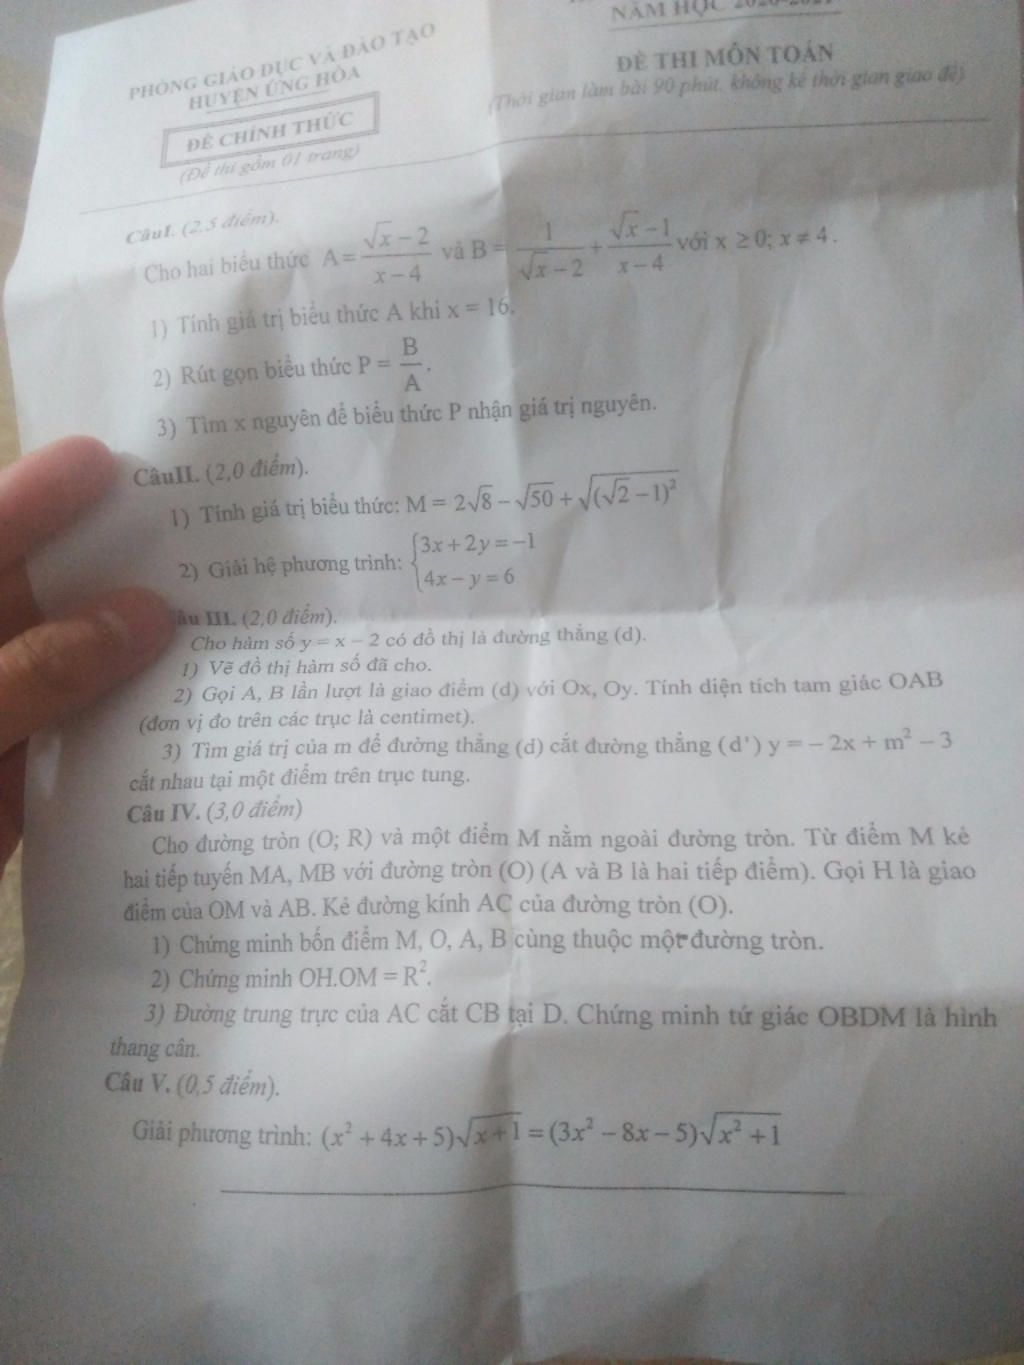 NĂM HỌC 2020-2021
PHÒNG GIÁO DỤC VÀ ĐÀO TẠO
HUYỆN ỨNG HÒA
ĐỀ THI MÔN TOÁN
(Thời gian làm bài 90 phút, không kể thời gian giao đề)
ĐỀ CHÍNH THỨC
(Đề thi gồm 01 trang)
CâuI. (2,5 điểm).
Cho hai biểu thức A = (√x − 2)/(x − 4) và B = 1/(√x − 2) + (√x − 1)/(x − 4) với x ≥ 0; x ≠ 4.
1) Tính giá trị biểu thức A khi x = 16.
2) Rút gọn biểu thức P = B/A.
3) Tìm x nguyên để biểu thức P nhận giá trị nguyên.
CâuII. (2,0 điểm).
1) Tính giá trị biểu thức: M = 2√8 − √50 + √((√2 − 1)²)
2) Giải hệ phương trình: { 3x + 2y = −1
4x − y = 6
âu III. (2,0 điểm).
Cho hàm số y = x − 2 có đồ thị là đường thẳng (d).
1) Vẽ đồ thị hàm số đã cho.
2) Gọi A, B lần lượt là giao điểm (d) với Ox, Oy. Tính diện tích tam giác OAB
(đơn vị đo trên các trục là centimet).
3) Tìm giá trị của m để đường thẳng (d) cắt đường thẳng (d') y = − 2x + m² − 3
cắt nhau tại một điểm trên trục tung.
Câu IV. (3,0 điểm)
Cho đường tròn (O; R) và một điểm M nằm ngoài đường tròn. Từ điểm M kẻ
hai tiếp tuyến MA, MB với đường tròn (O) (A và B là hai tiếp điểm). Gọi H là giao
điểm của OM và AB. Kẻ đường kính AC của đường tròn (O).
1) Chứng minh bốn điểm M, O, A, B cùng thuộc một đường tròn.
2) Chứng minh OH.OM = R².
3) Đường trung trực của AC cắt CB tại D. Chứng minh tứ giác OBDM là hình
thang cân.
Câu V. (0,5 điểm).
Giải phương trình: (x² + 4x + 5)√(x + 1) = (3x² − 8x − 5)√(x² + 1)